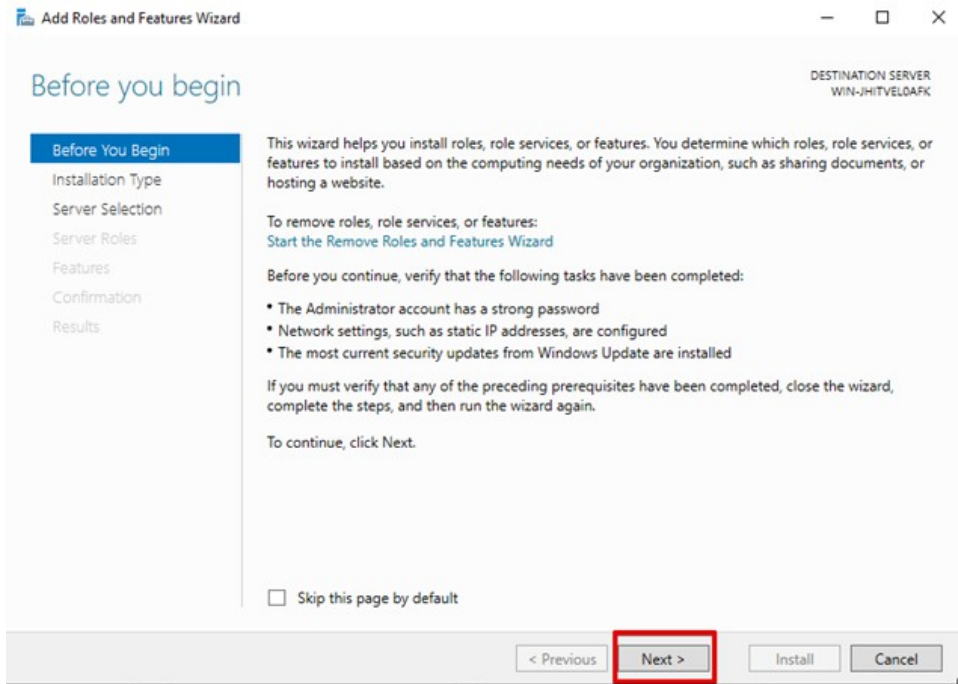 Add Roles and Features Wizard
Before you begin
DESTINATION SERVER
WIN-JHITVEL0AFK
Before You Begin
Installation Type
Server Selection
Server Roles
Features
Confirmation
Results
This wizard helps you install roles, role services, or features. You determine which roles, role services, or
features to install based on the computing needs of your organization, such as sharing documents, or
hosting a website.
To remove roles, role services, or features:
Start the Remove Roles and Features Wizard
Before you continue, verify that the following tasks have been completed:
• The Administrator account has a strong password
• Network settings, such as static IP addresses, are configured
• The most current security updates from Windows Update are installed
If you must verify that any of the preceding prerequisites have been completed, close the wizard,
complete the steps, and then run the wizard again.
To continue, click Next.
Skip this page by default
< Previous
Next >
Install
Cancel